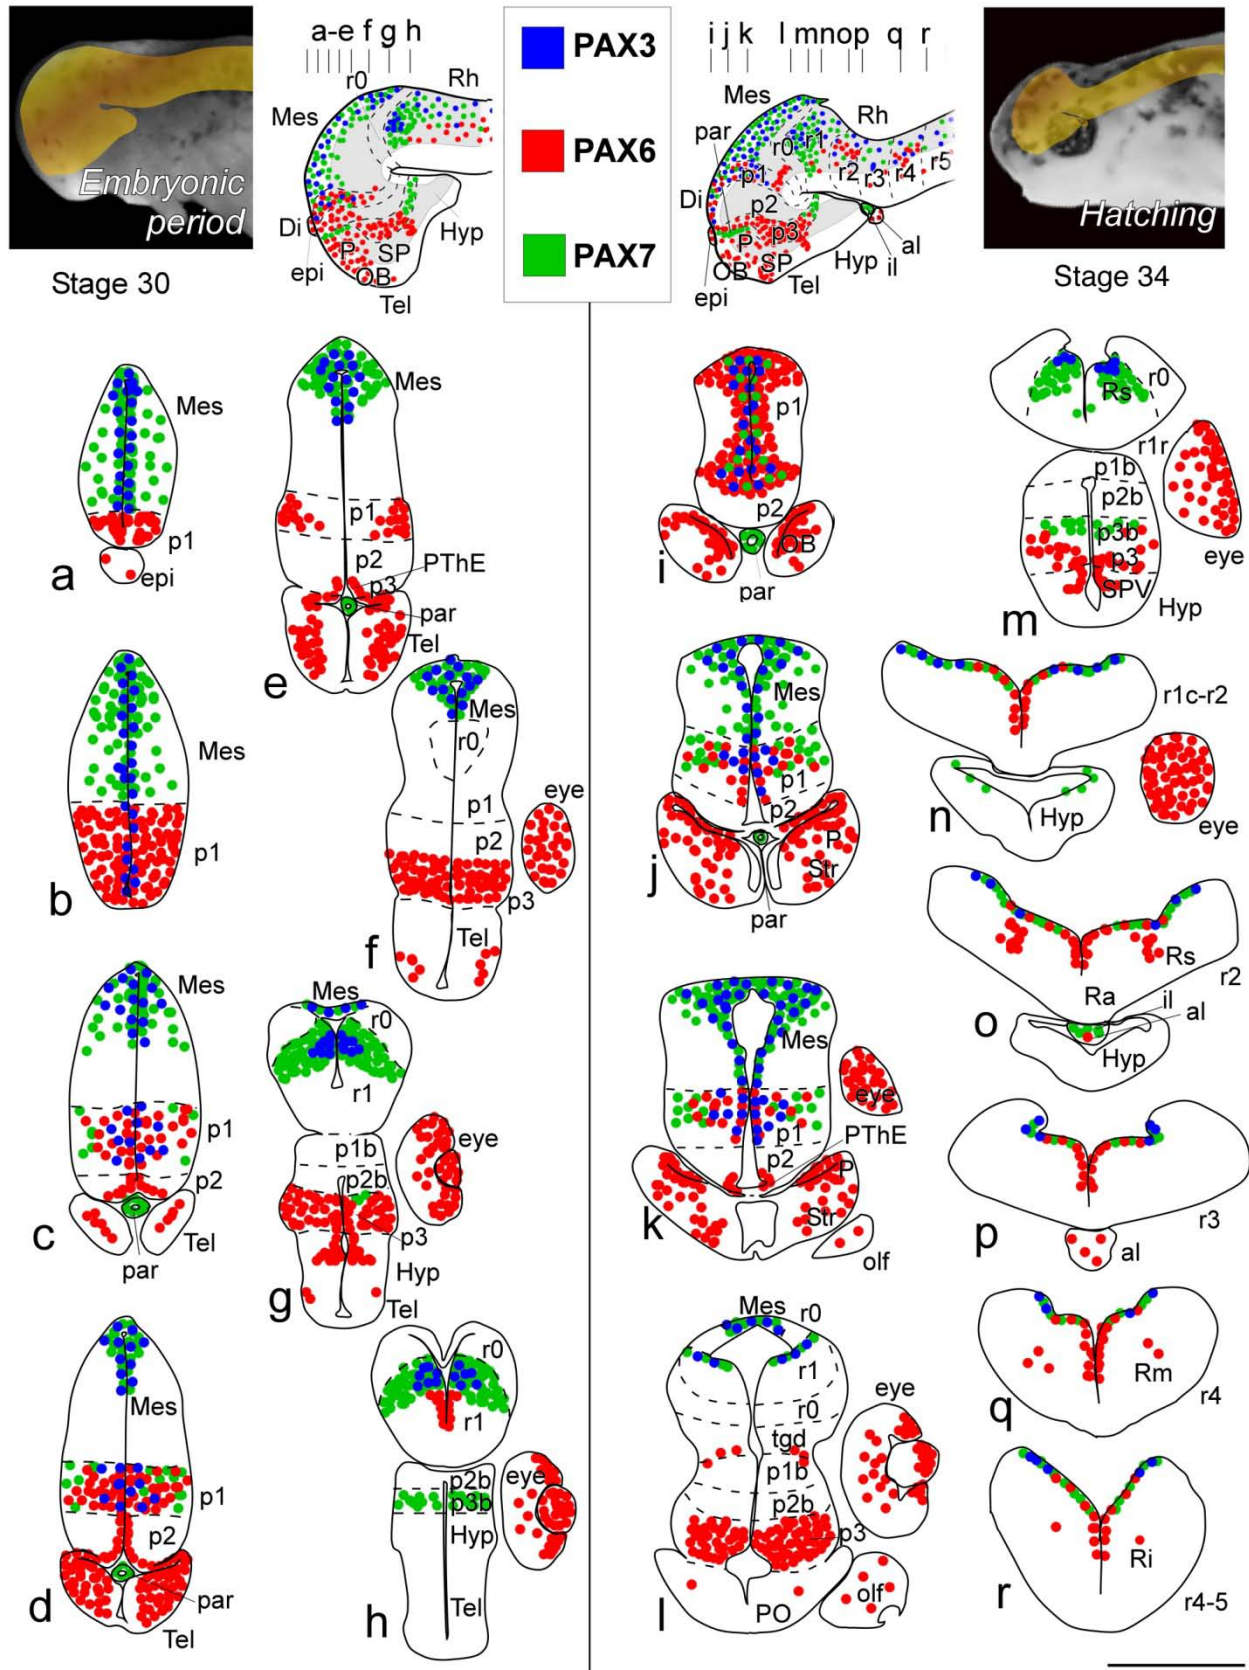 Embryonic
period
Stage 30
a-e f g h
r0
Rh
Mes
Di
epi
P
SP
OB
Hyp
Tel
PAX3
PAX6
PAX7
i j k l mnop q r
Mes
Rh
par
r0
r1
r2
r3
r4
r5
p1
p2
p3
Di
P
OB
SP
epi
Tel
Hyp
il
al
Hatching
Stage 34
Mes
p1
epi
a
Mes
p1
b
Mes
p1
p2
Tel
par
c
Mes
p1
p2
par
Tel
d
Mes
p1
p2
PThE
p3
par
Tel
e
Mes
r0
p1
p2
p3
Tel
eye
f
Mes
r0
r1
p1b
p2b
p3
Hyp
Tel
eye
g
r0
r1
p2b
p3b
Hyp
Tel
eye
h
p1
p2
OB
par
i
Mes
p1
p2
P
Str
par
j
Mes
p1
p2
eye
PThE
P
Str
olf
k
Mes
r0
r1
r0
tgd
p1b
p2b
p3
PO
eye
olf
l
Rs
r0
r1r
p1b
p2b
p3b
p3
SPV
Hyp
eye
m
r1c-r2
Hyp
eye
n
Rs
r2
Ra
il
al
Hyp
o
r3
al
p
Rm
r4
q
Ri
r4-5
r